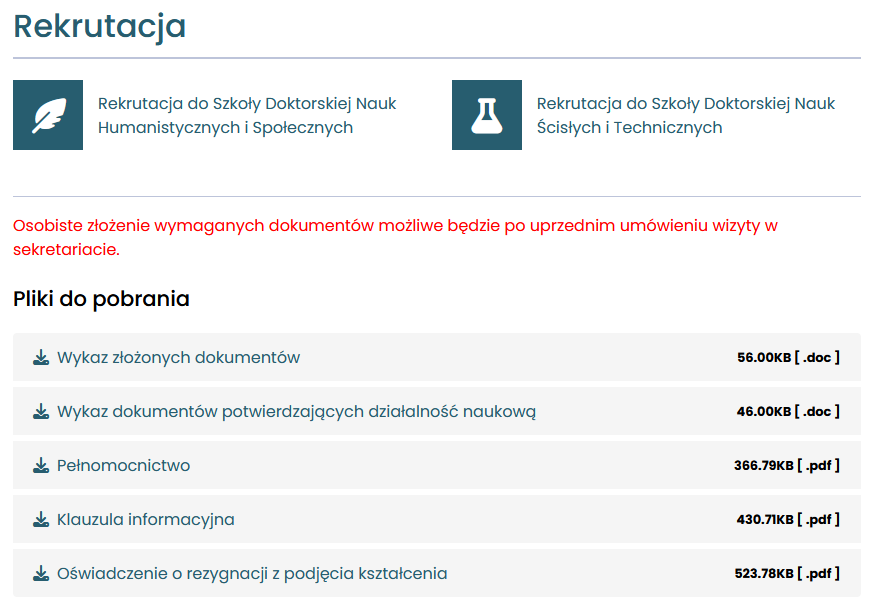 Rekrutacja
Rekrutacja do Szkoły Doktorskiej Nauk
Humanistycznych i Społecznych
Rekrutacja do Szkoły Doktorskiej Nauk
Ścisłych i Technicznych
Osobiste złożenie wymaganych dokumentów możliwe będzie po uprzednim umówieniu wizyty w
sekretariacie.
Pliki do pobrania
Wykaz złożonych dokumentów 56.00KB [ .doc ]
Wykaz dokumentów potwierdzających działalność naukową 46.00KB [ .doc ]
Pełnomocnictwo 366.79KB [ .pdf ]
Klauzula informacyjna 430.71KB [ .pdf ]
Oświadczenie o rezygnacji z podjęcia kształcenia 523.78KB [ .pdf ]